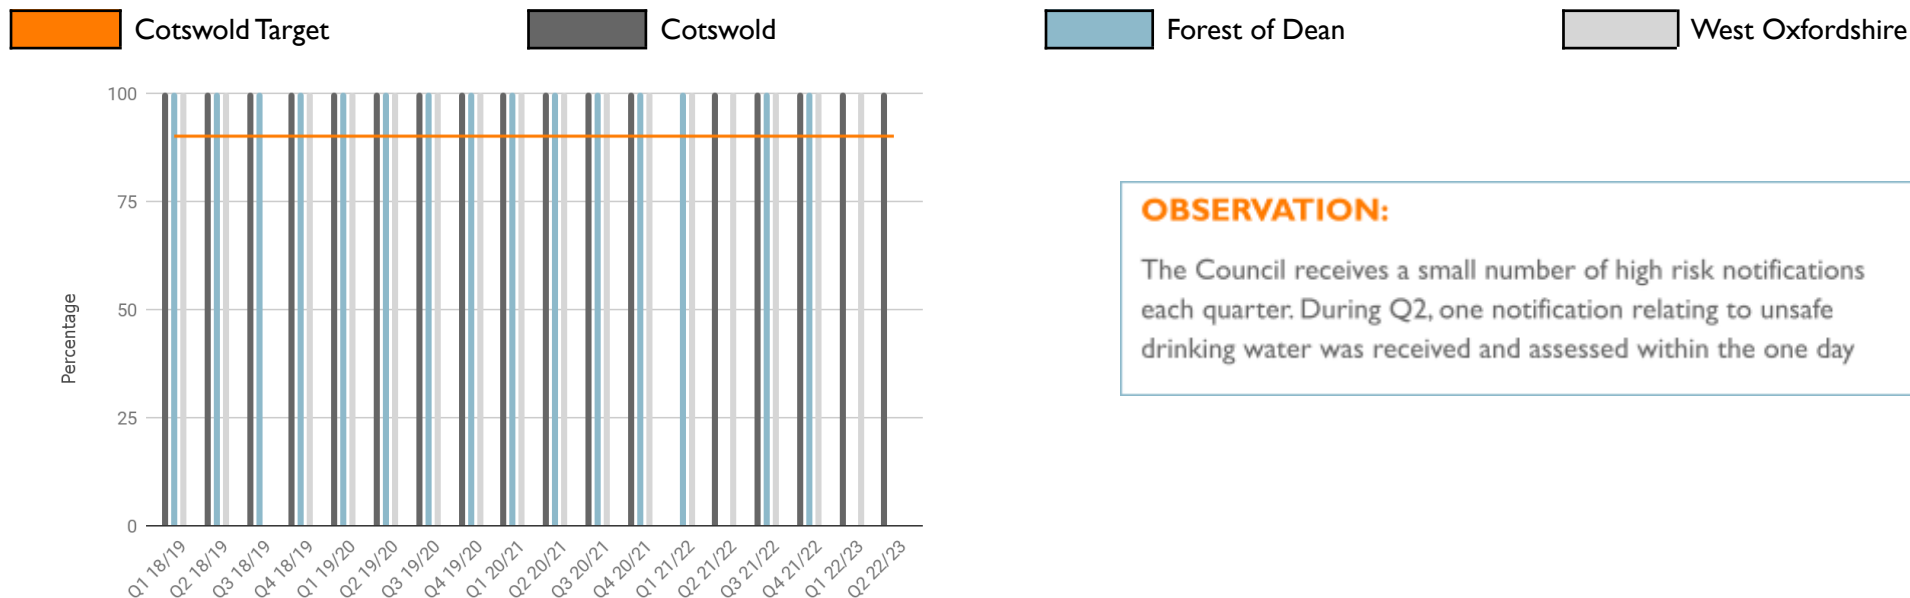 Cotswold Target
Cotswold
Forest of Dean
West Oxfordshire
100
75
50
25
0
Percentage
Q1 18/19
Q2 18/19
Q3 18/19
Q4 18/19
Q1 19/20
Q2 19/20
Q3 19/20
Q4 19/20
Q1 20/21
Q2 20/21
Q3 20/21
Q4 20/21
Q1 21/22
Q2 21/22
Q3 21/22
Q4 21/22
Q1 22/23
Q2 22/23
OBSERVATION:
The Council receives a small number of high risk notifications
each quarter. During Q2, one notification relating to unsafe
drinking water was received and assessed within the one day